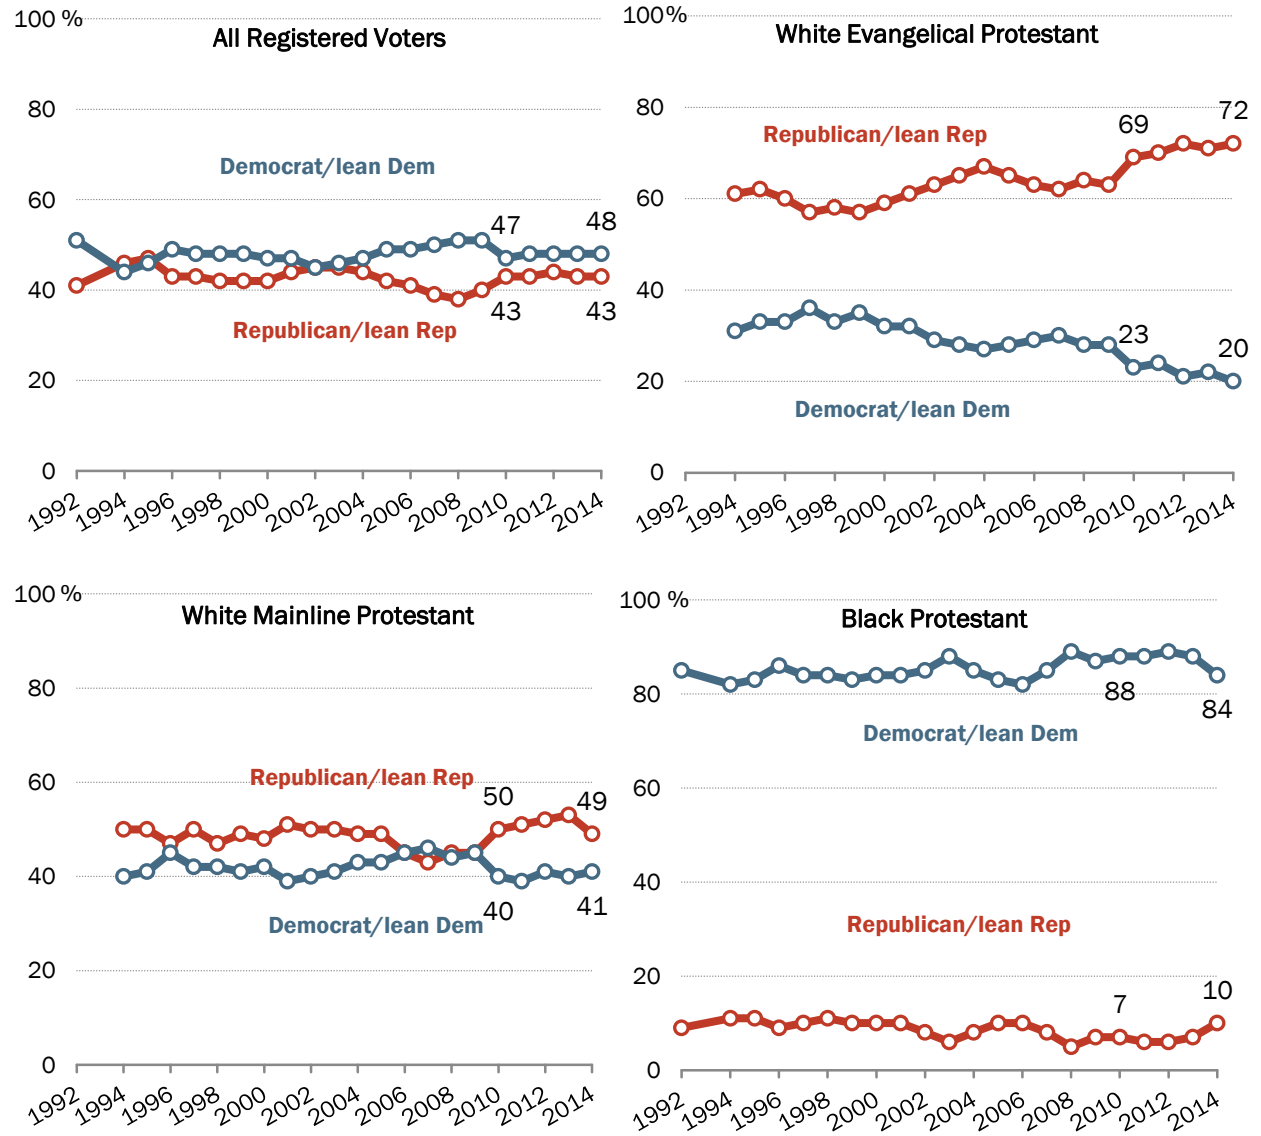 100 %
All Registered Voters
80
Democrat/lean Dem
60
47
48
40
43
43
Republican/lean Rep
20
0
1992 1994 1996 1998 2000 2002 2004 2006 2008 2010 2012 2014
100%
White Evangelical Protestant
80
72
69
Republican/lean Rep
60
40
23
20
20
Democrat/lean Dem
0
1992 1994 1996 1998 2000 2002 2004 2006 2008 2010 2012 2014
100 %
White Mainline Protestant
80
60
Republican/lean Rep
50
49
40
40
41
Democrat/lean Dem
20
0
1992 1994 1996 1998 2000 2002 2004 2006 2008 2010 2012 2014
100 %
Black Protestant
80
88
84
Democrat/lean Dem
60
40
Republican/lean Rep
20
7
10
0
1992 1994 1996 1998 2000 2002 2004 2006 2008 2010 2012 2014